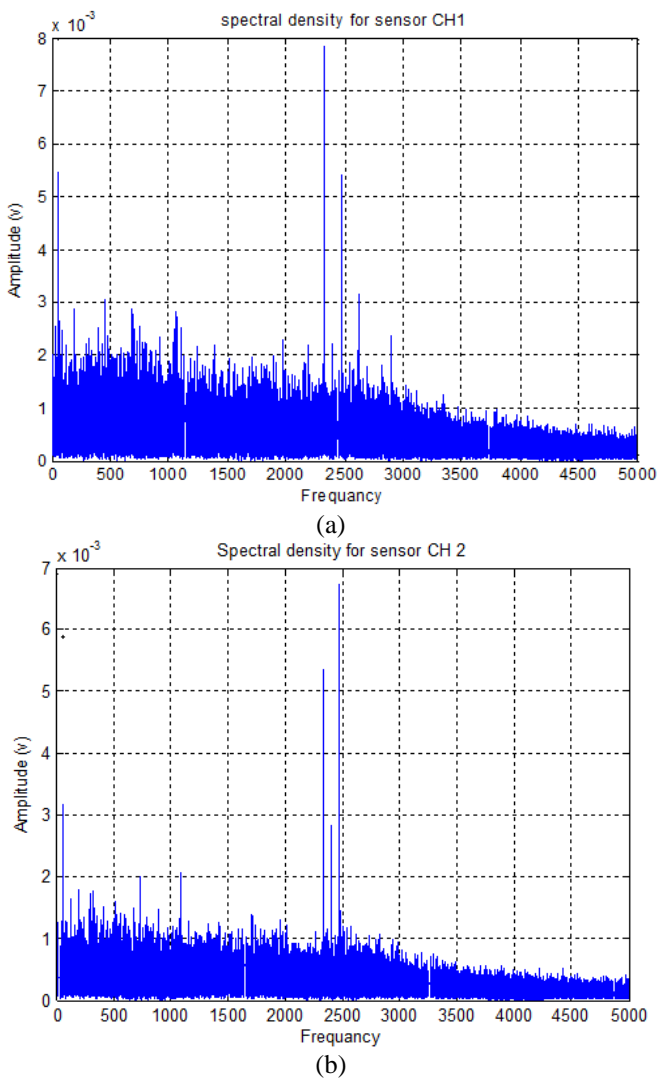 spectral density for sensor CH1
x 10-3
8
7
6
5
4
3
2
1
0
Amplitude (v)
0 500 1000 1500 2000 2500 3000 3500 4000 4500 5000
Frequancy
(a)
Spectral density for sensor CH 2
x 10-3
7
6
5
4
3
2
1
0
Amplitude (v)
0 500 1000 1500 2000 2500 3000 3500 4000 4500 5000
Frequancy
(b)